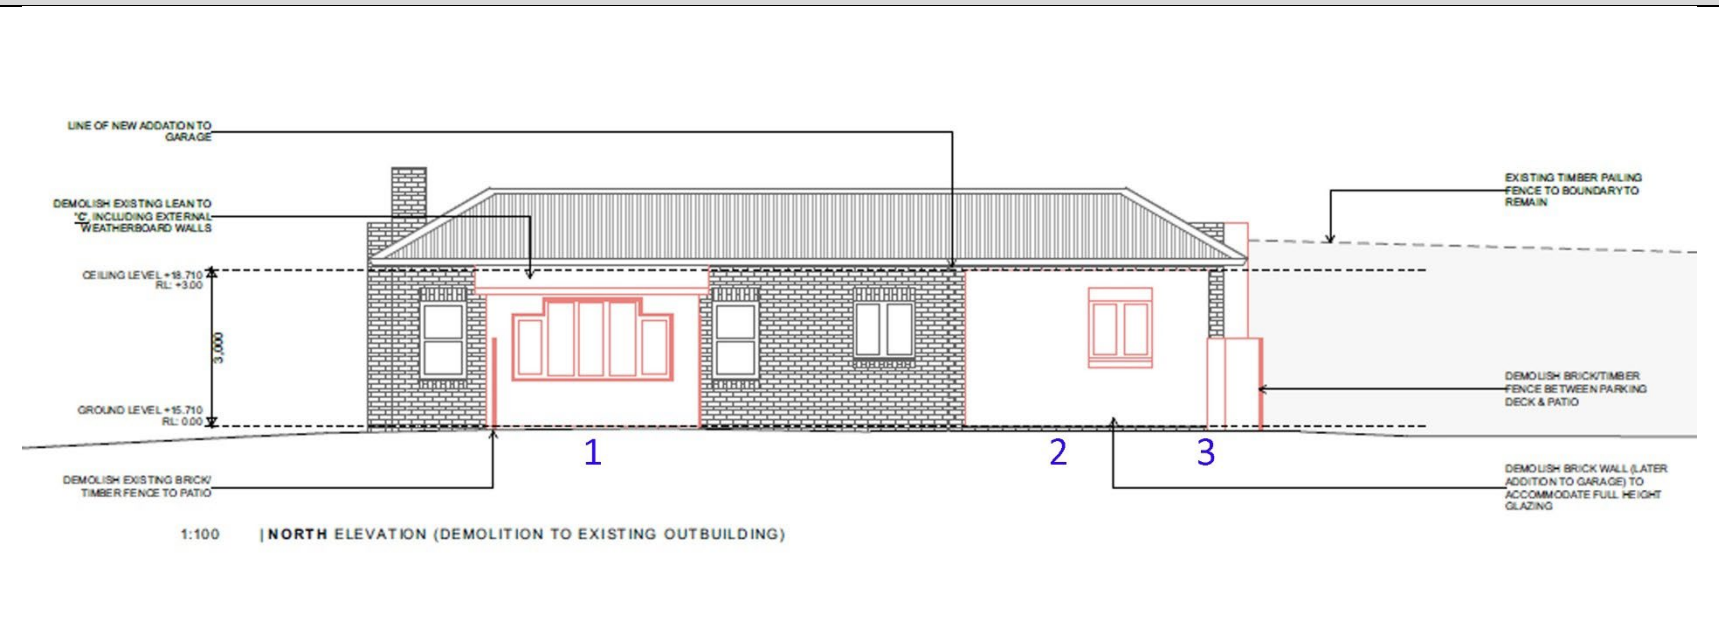 LINE OF NEW ADDATION TO
GARAGE
DEMOLISH EXISTING LEAN TO
'C', INCLUDING EXTERNAL
WEATHERBOARD WALLS
CEILING LEVEL +18.710
RL: +3.00
3,000
GROUND LEVEL +15.710
RL: 0.00
DEMOLISH EXISTING BRICK/
TIMBER FENCE TO PATIO
EXISTING TIMBER PAILING
FENCE TO BOUNDARY TO
REMAIN
DEMOLISH BRICK/TIMBER
FENCE BETWEEN PARKING
DECK & PATIO
DEMOLISH BRICK WALL (LATER
ADDITION TO GARAGE) TO
ACCOMMODATE FULL HEIGHT
GLAZING
1 2 3
1:100 | NORTH ELEVATION (DEMOLITION TO EXISTING OUTBUILDING)